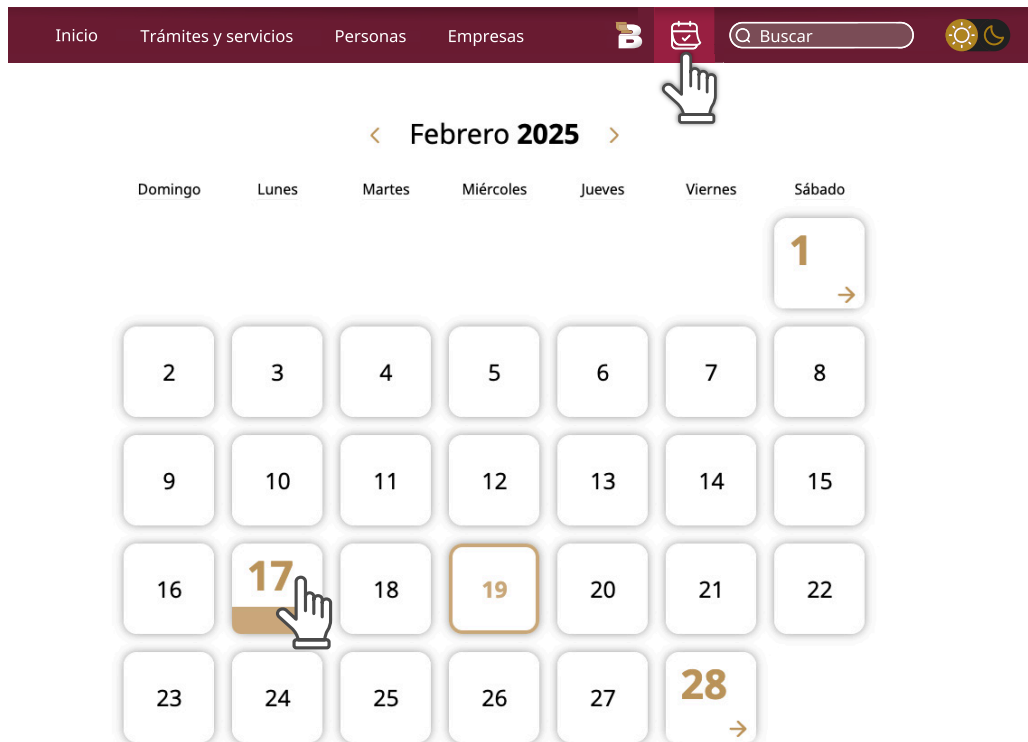 Inicio Trámites y servicios Personas Empresas B Buscar
Febrero 2025
Domingo Lunes Martes Miércoles Jueves Viernes Sábado
1
2 3 4 5 6 7 8
9 10 11 12 13 14 15
16 17 18 19 20 21 22
23 24 25 26 27 28